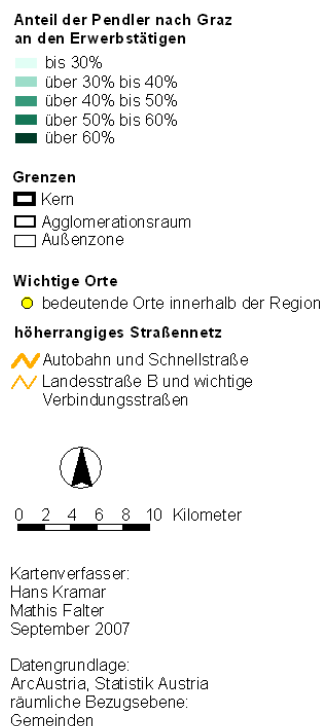 Anteil der Pendler nach Graz
an den Erwerbstätigen
bis 30%
über 30% bis 40%
über 40% bis 50%
über 50% bis 60%
über 60%
Grenzen
Kern
Agglomerationsraum
Außenzone
Wichtige Orte
bedeutende Orte innerhalb der Region
höherrangiges Straßennetz
Autobahn und Schnellstraße
Landesstraße B und wichtige
Verbindungsstraßen
0 2 4 6 8 10 Kilometer
Kartenverfasser:
Hans Kramar
Mathis Falter
September 2007
Datengrundlage:
ArcAustria, Statistik Austria
räumliche Bezugsebene:
Gemeinden